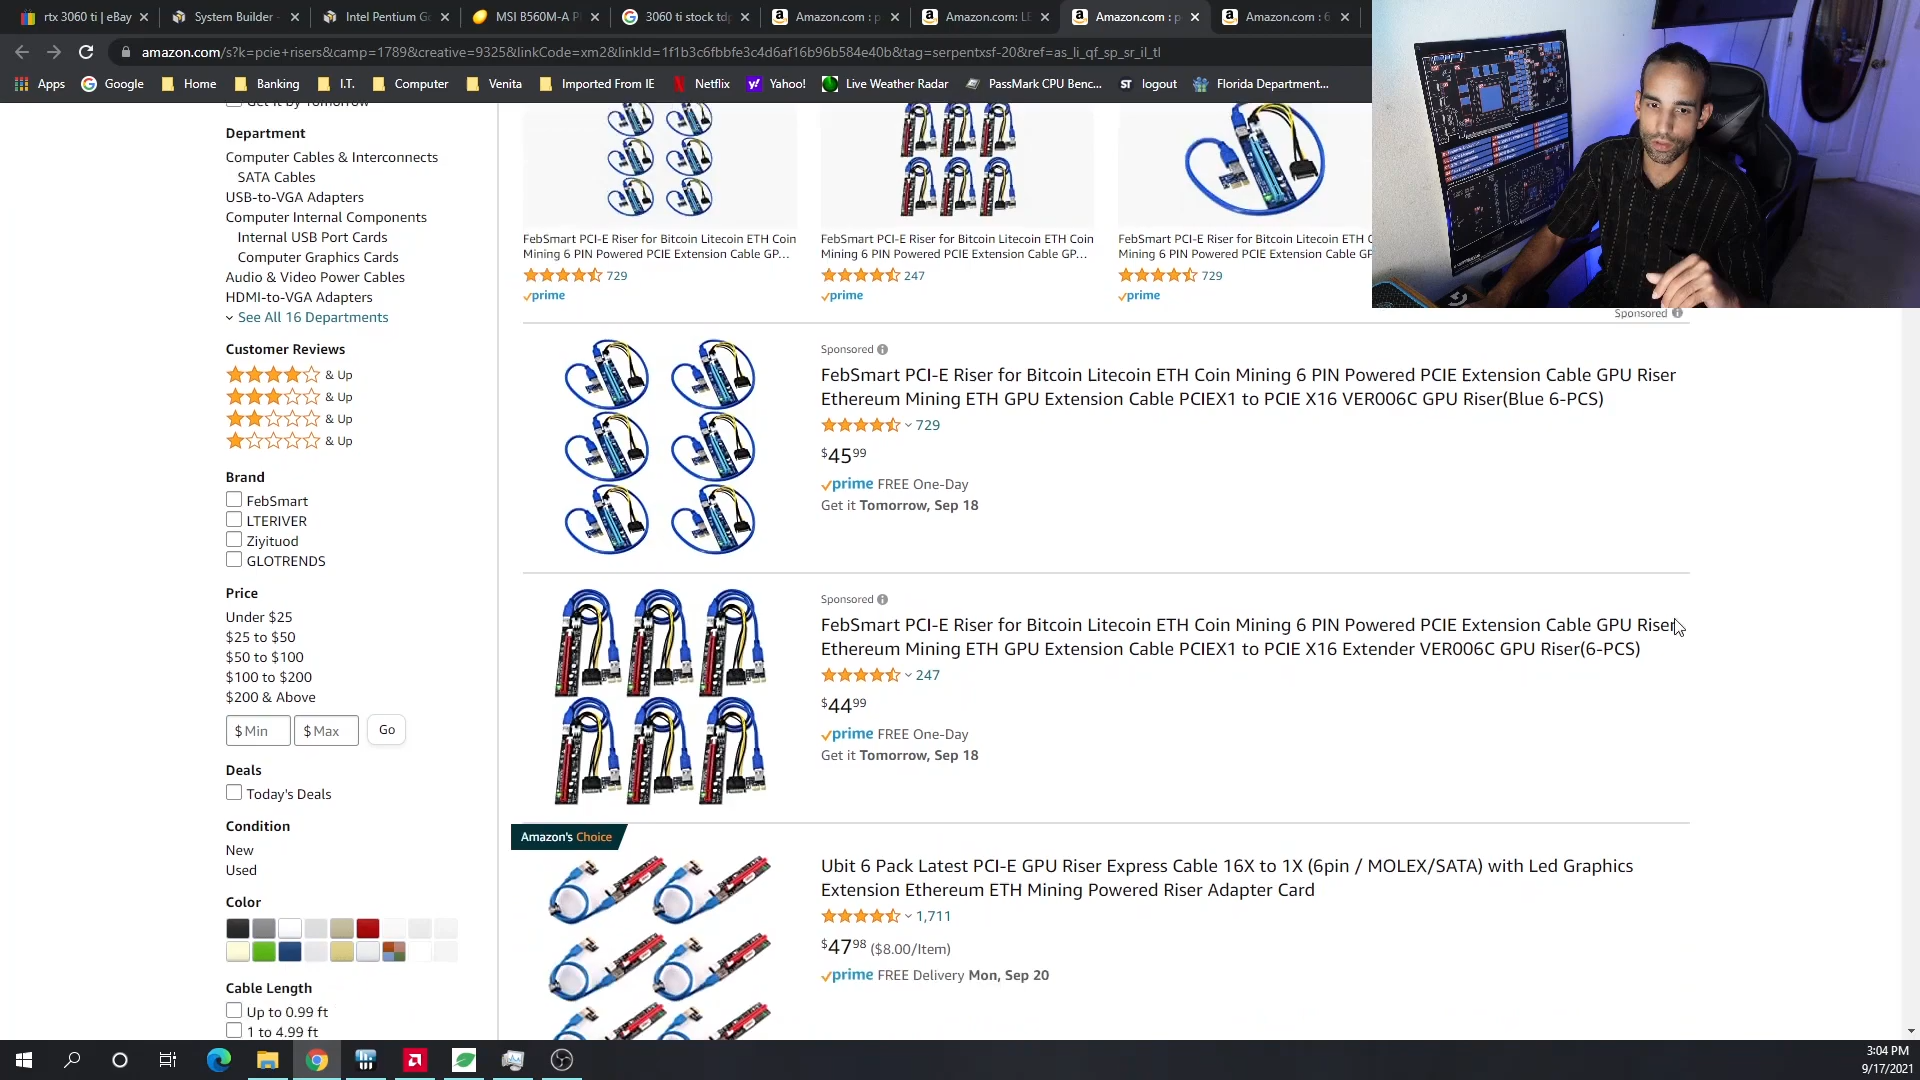 rtx 3060 ti | eBay
System Builder -
Intel Pentium Go
MSI B560M-A P
3060 ti stock tdp
Amazon.com : p
Amazon.com: LE
Amazon.com : p
Amazon.com : 6
amazon.com/s?k=pcie+risers&camp=1789&creative=9325&linkCode=xm2&linkId=1f1b3c6fbbfe3c4d6af16b96b584e40b&tag=serpentxsf-20&ref=as_li_qf_sp_sr_il_tl
Apps
Google
Home
Banking
I.T.
Computer
Venita
Imported From IE
Netflix
Yahoo!
Live Weather Radar
PassMark CPU Benc...
ST logout
Florida Department...
Get it by Tomorrow
Department
Computer Cables & Interconnects
SATA Cables
USB-to-VGA Adapters
Computer Internal Components
Internal USB Port Cards
Computer Graphics Cards
Audio & Video Power Cables
HDMI-to-VGA Adapters
See All 16 Departments
Customer Reviews
& Up
& Up
& Up
& Up
Brand
FebSmart
LTERIVER
Ziyituod
GLOTRENDS
Price
Under $25
$25 to $50
$50 to $100
$100 to $200
$200 & Above
$ Min
$ Max
Go
Deals
Today's Deals
Condition
New
Used
Color
Cable Length
Up to 0.99 ft
1 to 4.99 ft
FebSmart PCI-E Riser for Bitcoin Litecoin ETH Coin
Mining 6 PIN Powered PCIE Extension Cable GP...
729
prime
FebSmart PCI-E Riser for Bitcoin Litecoin ETH Coin
Mining 6 PIN Powered PCIE Extension Cable GP...
247
prime
FebSmart PCI-E Riser for Bitcoin Litecoin ETH C
Mining 6 PIN Powered PCIE Extension Cable GP
729
prime
Sponsored
Sponsored
FebSmart PCI-E Riser for Bitcoin Litecoin ETH Coin Mining 6 PIN Powered PCIE Extension Cable GPU Riser
Ethereum Mining ETH GPU Extension Cable PCIEX1 to PCIE X16 VER006C GPU Riser(Blue 6-PCS)
729
$45 99
prime FREE One-Day
Get it Tomorrow, Sep 18
Sponsored
FebSmart PCI-E Riser for Bitcoin Litecoin ETH Coin Mining 6 PIN Powered PCIE Extension Cable GPU Riser
Ethereum Mining ETH GPU Extension Cable PCIEX1 to PCIE X16 Extender VER006C GPU Riser(6-PCS)
247
$44 99
prime FREE One-Day
Get it Tomorrow, Sep 18
Amazon's Choice
Ubit 6 Pack Latest PCI-E GPU Riser Express Cable 16X to 1X (6pin / MOLEX/SATA) with Led Graphics
Extension Ethereum ETH Mining Powered Riser Adapter Card
1,711
$47 98 ($8.00/Item)
prime FREE Delivery Mon, Sep 20
3:04 PM
9/17/2021